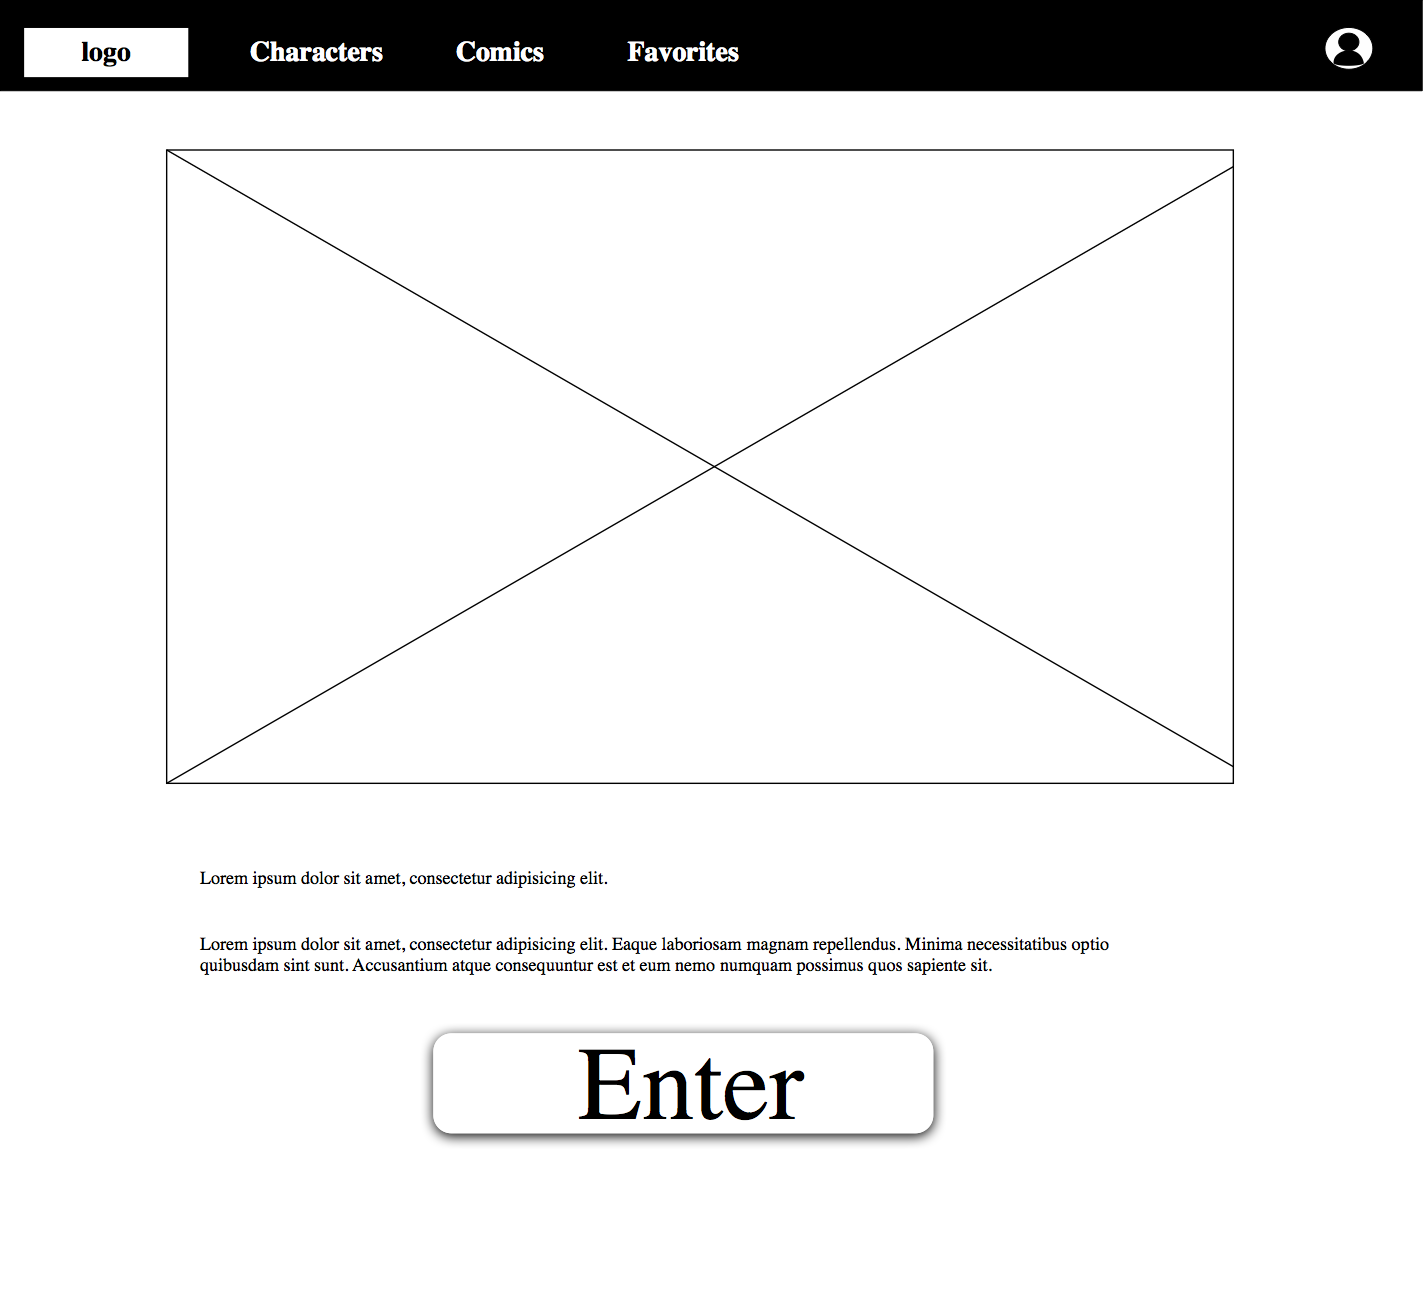 logo Characters Comics Favorites
Lorem ipsum dolor sit amet, consectetur adipisicing elit.
Lorem ipsum dolor sit amet, consectetur adipisicing elit. Eaque laboriosam magnam repellendus. Minima necessitatibus optio
quibusdam sint sunt. Accusantium atque consequuntur est et eum nemo numquam possimus quos sapiente sit.
Enter